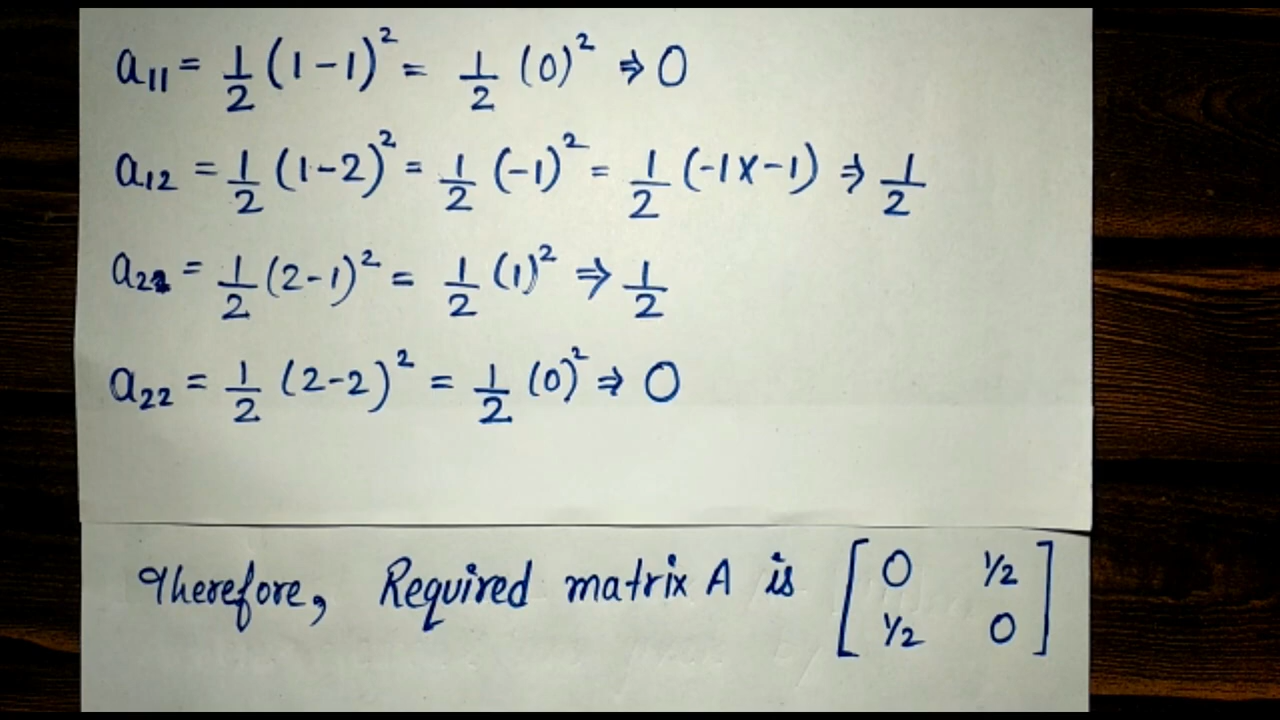 a₁₁ = 1/2 (1-1)² = 1/2 (0)² ⇒ 0
a₁₂ = 1/2 (1-2)² = 1/2 (-1)² = 1/2 (-1x-1) ⇒ 1/2
a₂₁ = 1/2 (2-1)² = 1/2 (1)² ⇒ 1/2
a₂₂ = 1/2 (2-2)² = 1/2 (0)² ⇒ 0
Therefore, Required matrix A is [0 1/2
1/2 0]